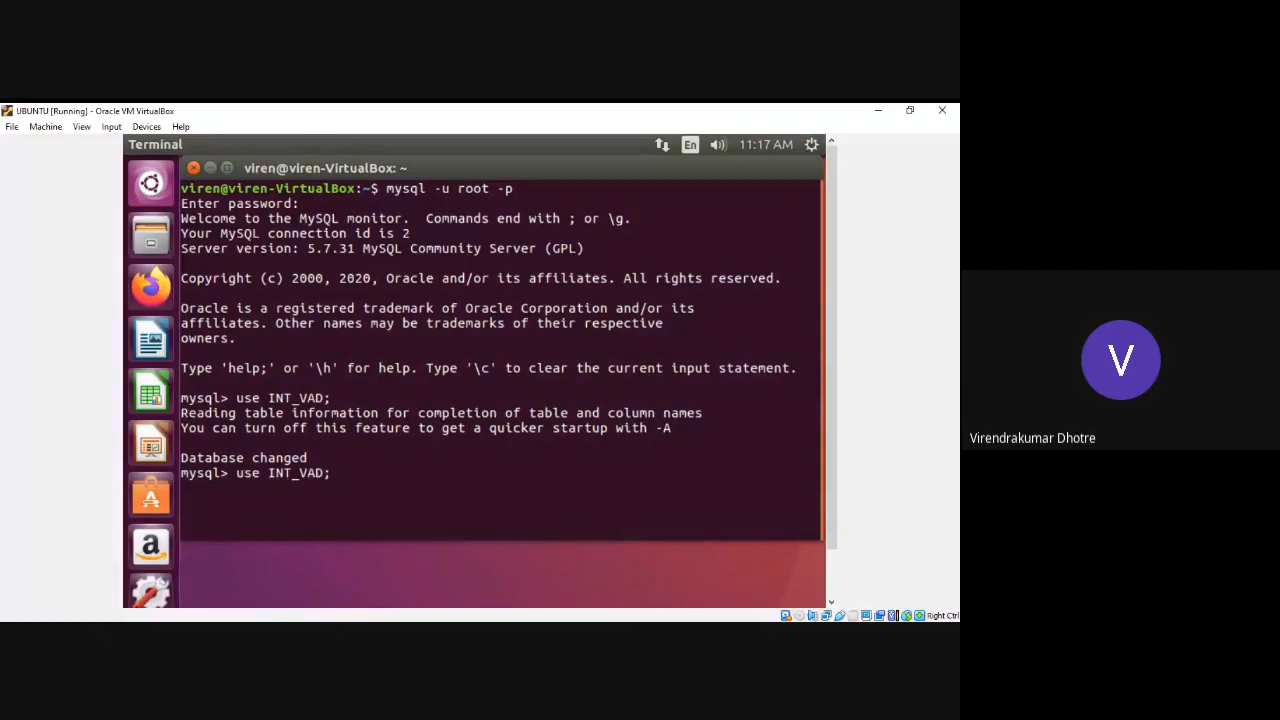 UBUNTU [Running] - Oracle VM VirtualBox
File Machine View Input Devices Help
Terminal
En
11:17 AM
viren@viren-VirtualBox: ~
viren@viren-VirtualBox:~$ mysql -u root -p
Enter password:
Welcome to the MySQL monitor.  Commands end with ; or \g.
Your MySQL connection id is 2
Server version: 5.7.31 MySQL Community Server (GPL)
Copyright (c) 2000, 2020, Oracle and/or its affiliates. All rights reserved.
Oracle is a registered trademark of Oracle Corporation and/or its
affiliates. Other names may be trademarks of their respective
owners.
Type 'help;' or '\h' for help. Type '\c' to clear the current input statement.
mysql> use INT_VAD;
Reading table information for completion of table and column names
You can turn off this feature to get a quicker startup with -A
Database changed
mysql> use INT_VAD;
a
Right Ctrl
V
Virendrakumar Dhotre